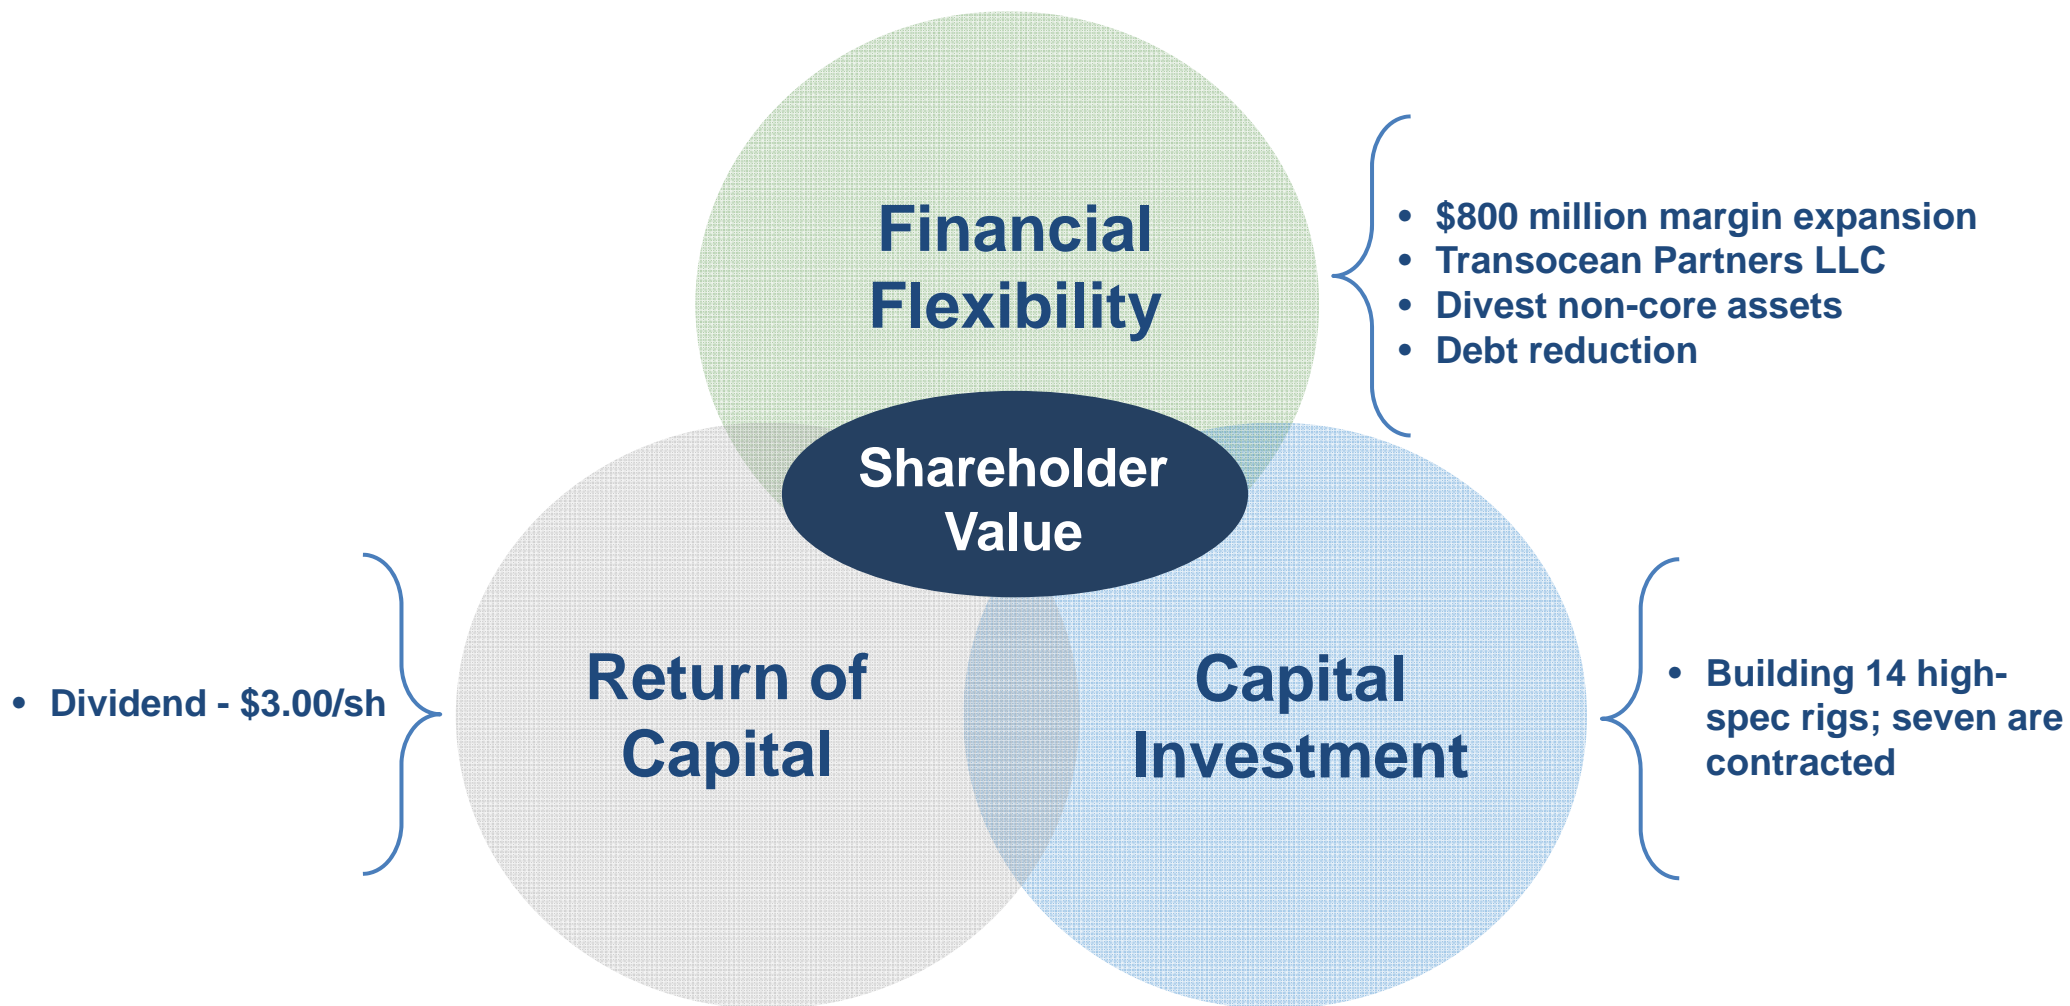 Financial
Flexibility
• $800 million margin expansion
• Transocean Partners LLC
• Divest non-core assets
• Debt reduction
Shareholder
Value
• Dividend - $3.00/sh
Return of
Capital
Capital
Investment
• Building 14 high-
spec rigs; seven are
contracted